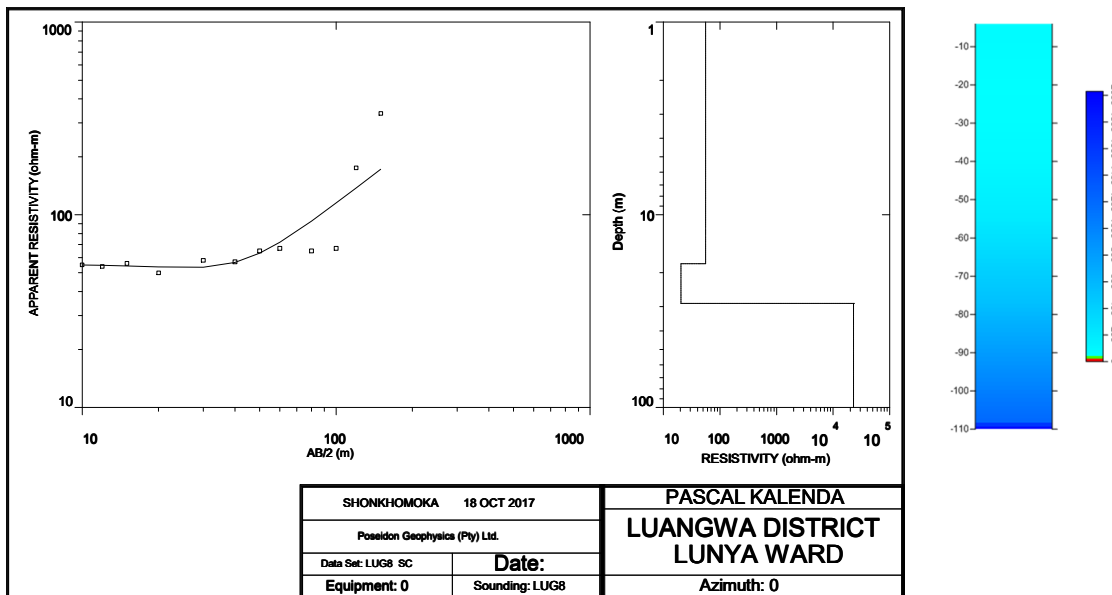 1000
100
10
APPARENT RESISTIVITY (ohm-m)
10 100 1000
AB/2 (m)
1
10
100
Depth (m)
10 100 1000 10 4 10 5
RESISTIVITY (ohm-m)
-10
-20
-30
-40
-50
-60
-70
-80
-90
-100
-110
SHONKHOMOKA 18 OCT 2017
Poseidon Geophysics (Pty) Ltd.
Data Set: LUG8 SC
Date:
Equipment: 0
Sounding: LUG8
PASCAL KALENDA
LUANGWA DISTRICT
LUNYA WARD
Azimuth: 0